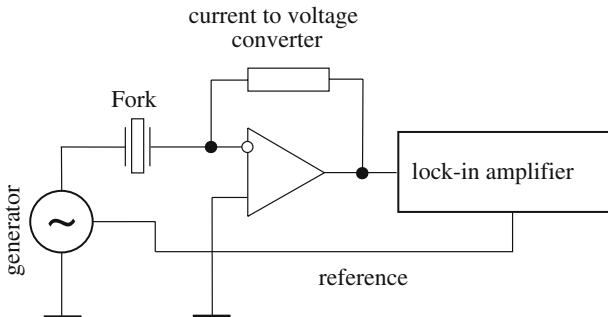 current to voltage
converter
Fork
lock-in amplifier
generator
~
reference